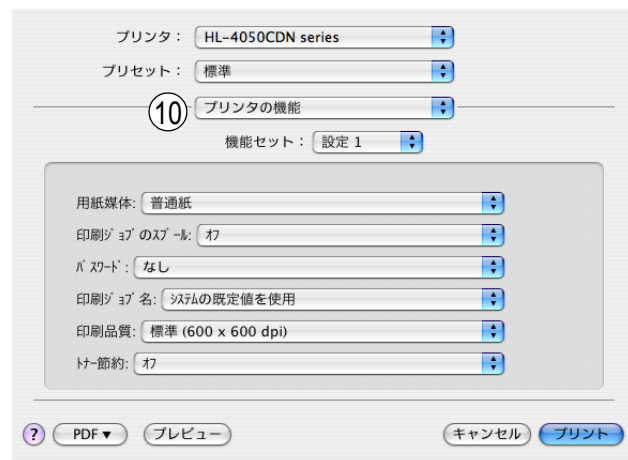 プリンタ： HL-4050CDN series
プリセット： 標準
⑩ プリンタの機能
機能セット： 設定 1
用紙媒体: 普通紙
印刷ｼﾞｮﾌﾞのｽﾌﾟｰﾙ: ｵﾌ
ﾊﾟｽﾜｰﾄﾞ: なし
印刷ｼﾞｮﾌﾞ名: ｼｽﾃﾑの既定値を使用
印刷品質: 標準 (600 x 600 dpi)
ﾄﾅｰ節約: ｵﾌ
? PDF▼ プレビュー キャンセル プリント